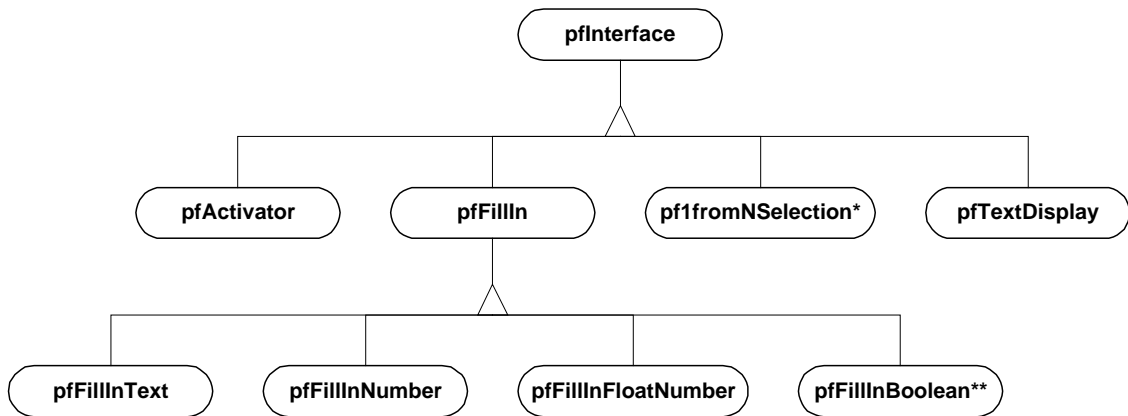 pfInterface
pfActivator
pfFillIn
pf1fromNSelection*
pfTextDisplay
pfFillInText
pfFillInNumber
pfFillInFloatNumber
pfFillInBoolean**